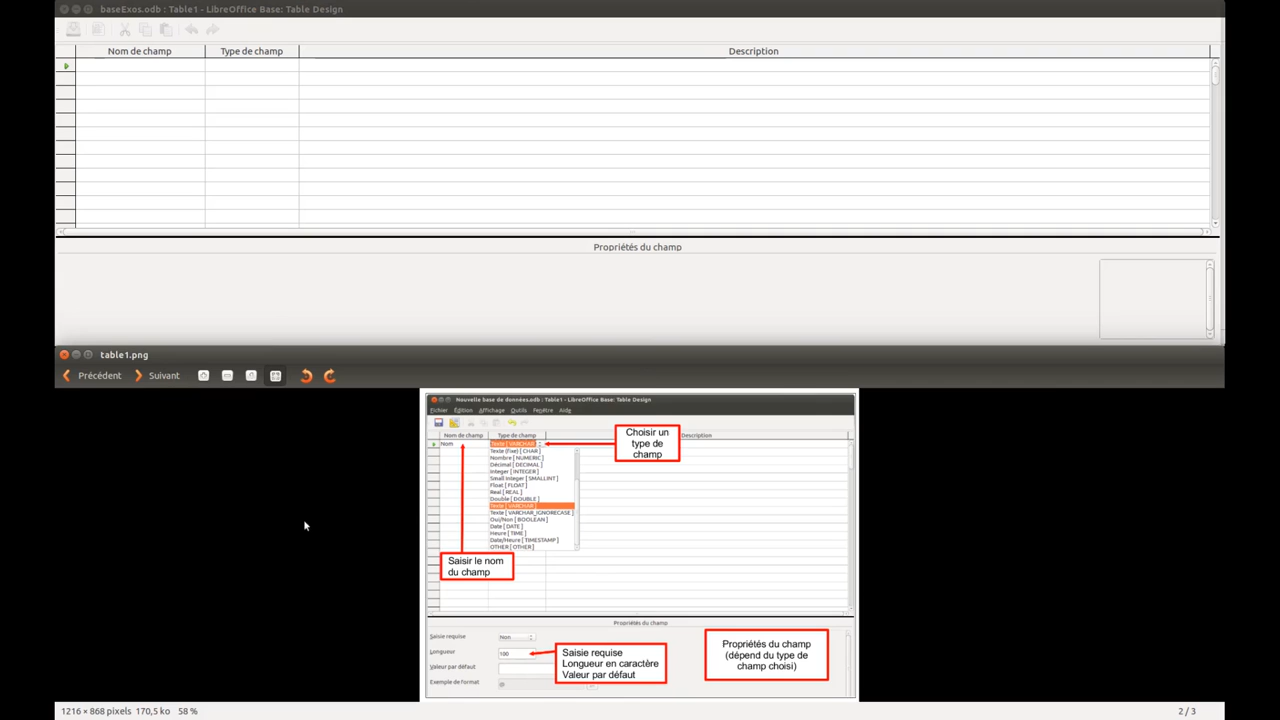 baseExos.odb : Table1 - LibreOffice Base: Table Design
Nom de champ Type de champ Description
Propriétés du champ
table1.png
Précédent Suivant
Nouvelle base de données.odb : Table1 - LibreOffice Base: Table Design
Fichier Édition Affichage Outils Fenêtre Aide
Nom de champ Type de champ Description
Nom Texte [ VARCHAR
Texte (fixe) [ CHAR ]
Nombre [ NUMERIC ]
Décimal [ DECIMAL ]
Integer [ INTEGER ]
Small Integer [ SMALLINT ]
Float [ FLOAT ]
Real [ REAL ]
Double [ DOUBLE ]
Texte [ VARCHAR ]
Texte [ VARCHAR_IGNORECASE ]
Oui/Non [ BOOLEAN ]
Date [ DATE ]
Heure [ TIME ]
Date/Heure [ TIMESTAMP ]
OTHER [ OTHER ]
Choisir un
type de
champ
Saisir le nom
du champ
Propriétés du champ
Saisie requise Non
Longueur 100
Valeur par défaut
Exemple de format @
Saisie requise
Longueur en caractère
Valeur par défaut
Propriétés du champ
(dépend du type de
champ choisi)
1216 × 868 pixels 170,5 ko 58 % 2 / 3